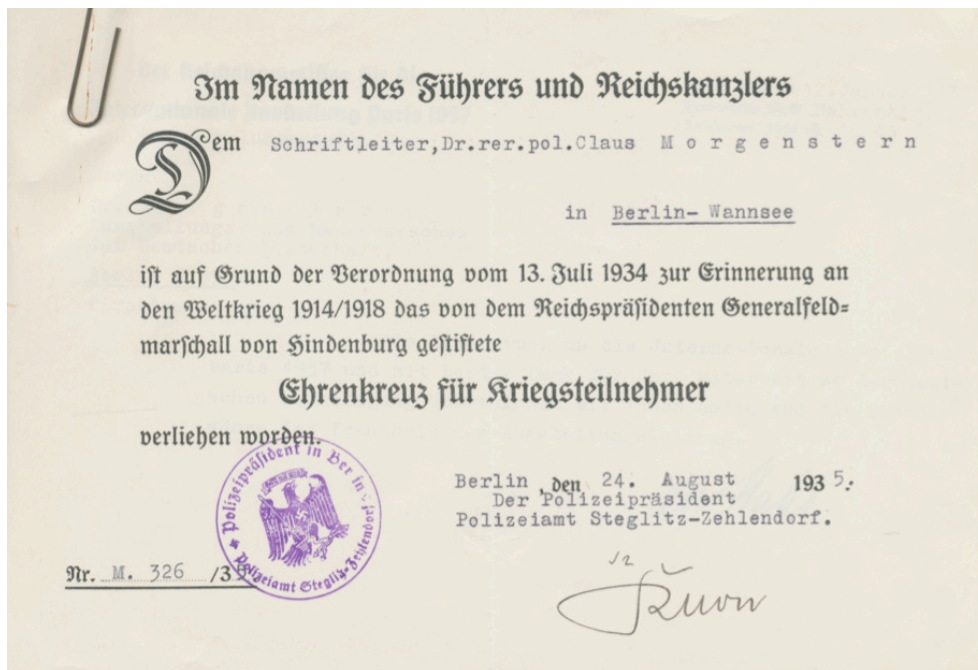 Im Namen des Führers und Reichskanzlers
Dem Schriftleiter,Dr.rer.pol.Claus M o r g e n s t e r n
in Berlin- Wannsee
ist auf Grund der Verordnung vom 13. Juli 1934 zur Erinnerung an
den Weltkrieg 1914/1918 das von dem Reichspräsidenten Generalfeld=
marschall von Hindenburg gestiftete
Ehrenkreuz für Kriegsteilnehmer
verliehen worden.
Polizeipräsident in Berlin
Polizeiamt Steglitz-Zehlendorf
Berlin, den 24. August 1935.
Der Polizeipräsident
Polizeiamt Steglitz-Zehlendorf.
Nr. M. 326 /35